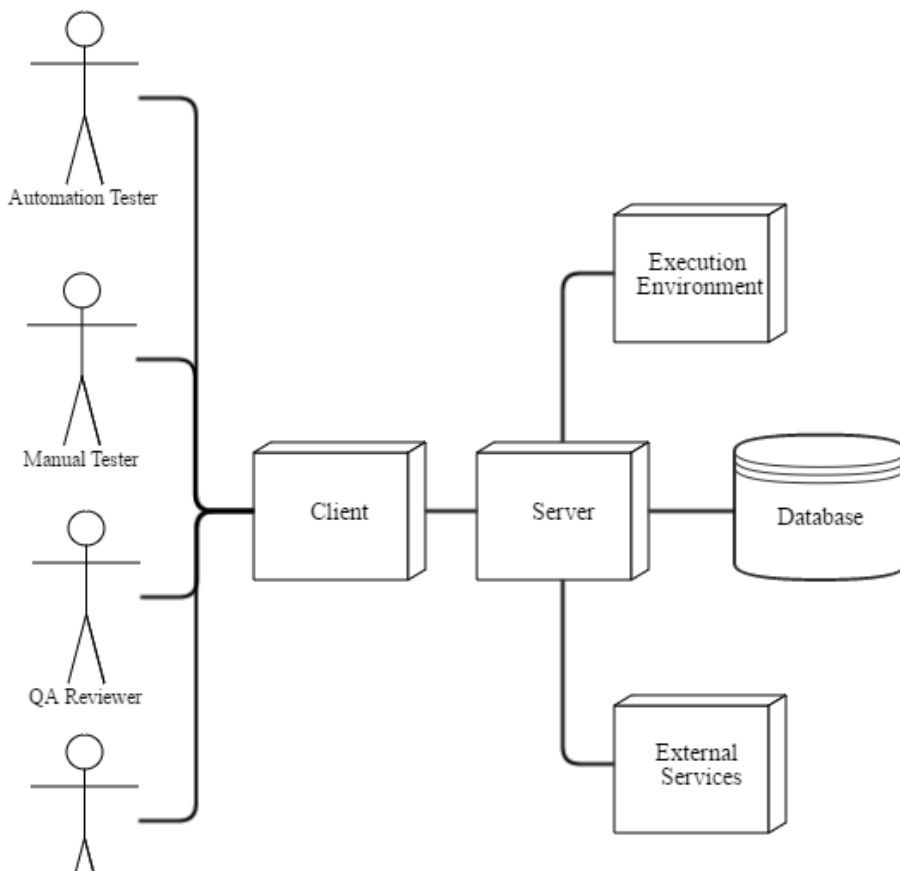 Automation Tester
Execution
Environment
Manual Tester
Client
Server
Database
QA Reviewer
External
Services